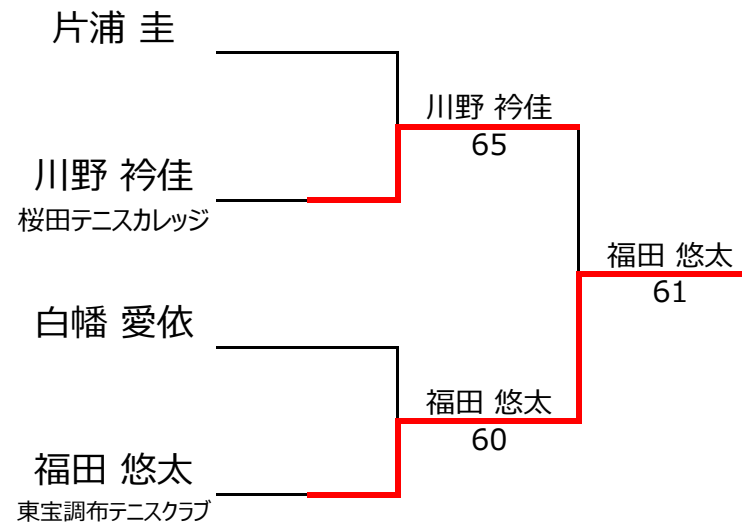 片浦 圭
川野 衿佳
65
川野 衿佳
桜田テニスカレッジ
福田 悠太
61
白幡 愛依
福田 悠太
60
福田 悠太
東宝調布テニスクラブ